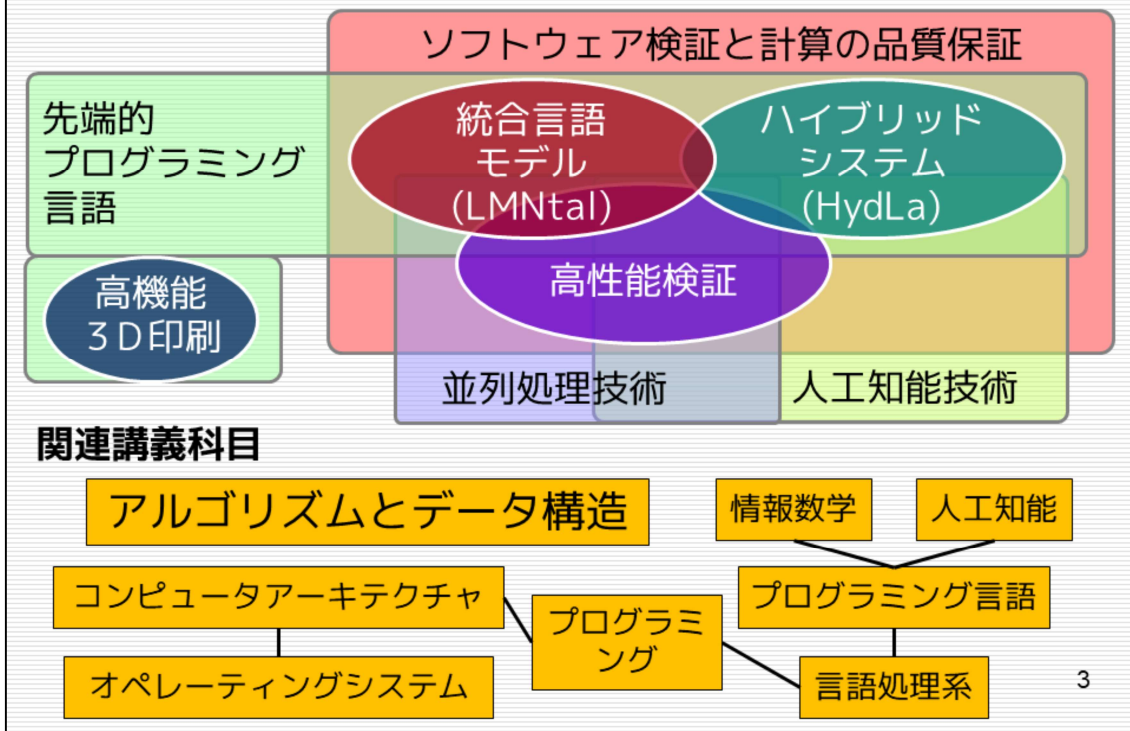 ソフトウェア検証と計算の品質保証
先端的
プログラミング
言語
統合言語
モデル
(LMNtal)
ハイブリッド
システム
(HydLa)
高性能検証
高機能
３Ｄ印刷
並列処理技術
人工知能技術
関連講義科目
アルゴリズムとデータ構造
情報数学
人工知能
コンピュータアーキテクチャ
プログラミ
ング
プログラミング言語
オペレーティングシステム
言語処理系
3